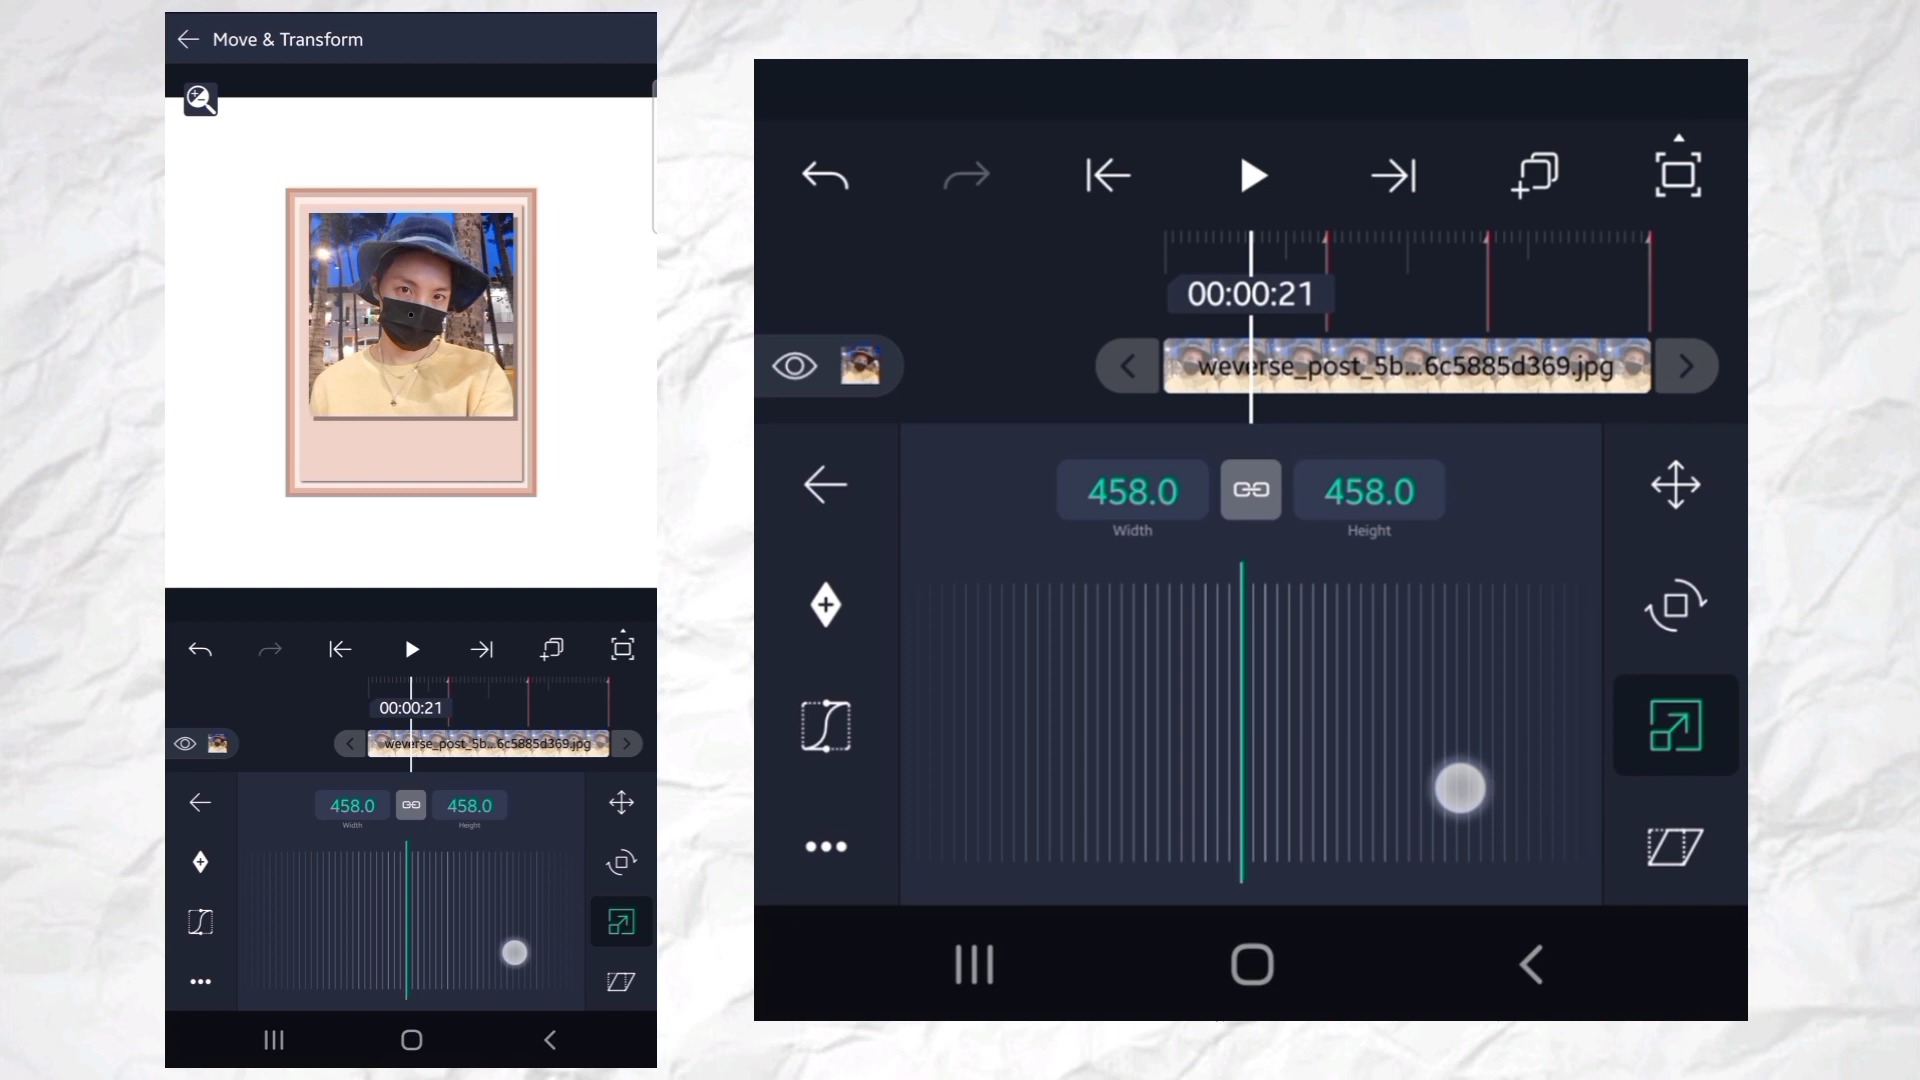 Move & Transform
00:00:21
weverse_post_5b...6c5885d369.jpg
458.0
458.0
Width
Height
00:00:21
weverse_post_5b...6c5885d369.jpg
458.0
458.0
Width
Height